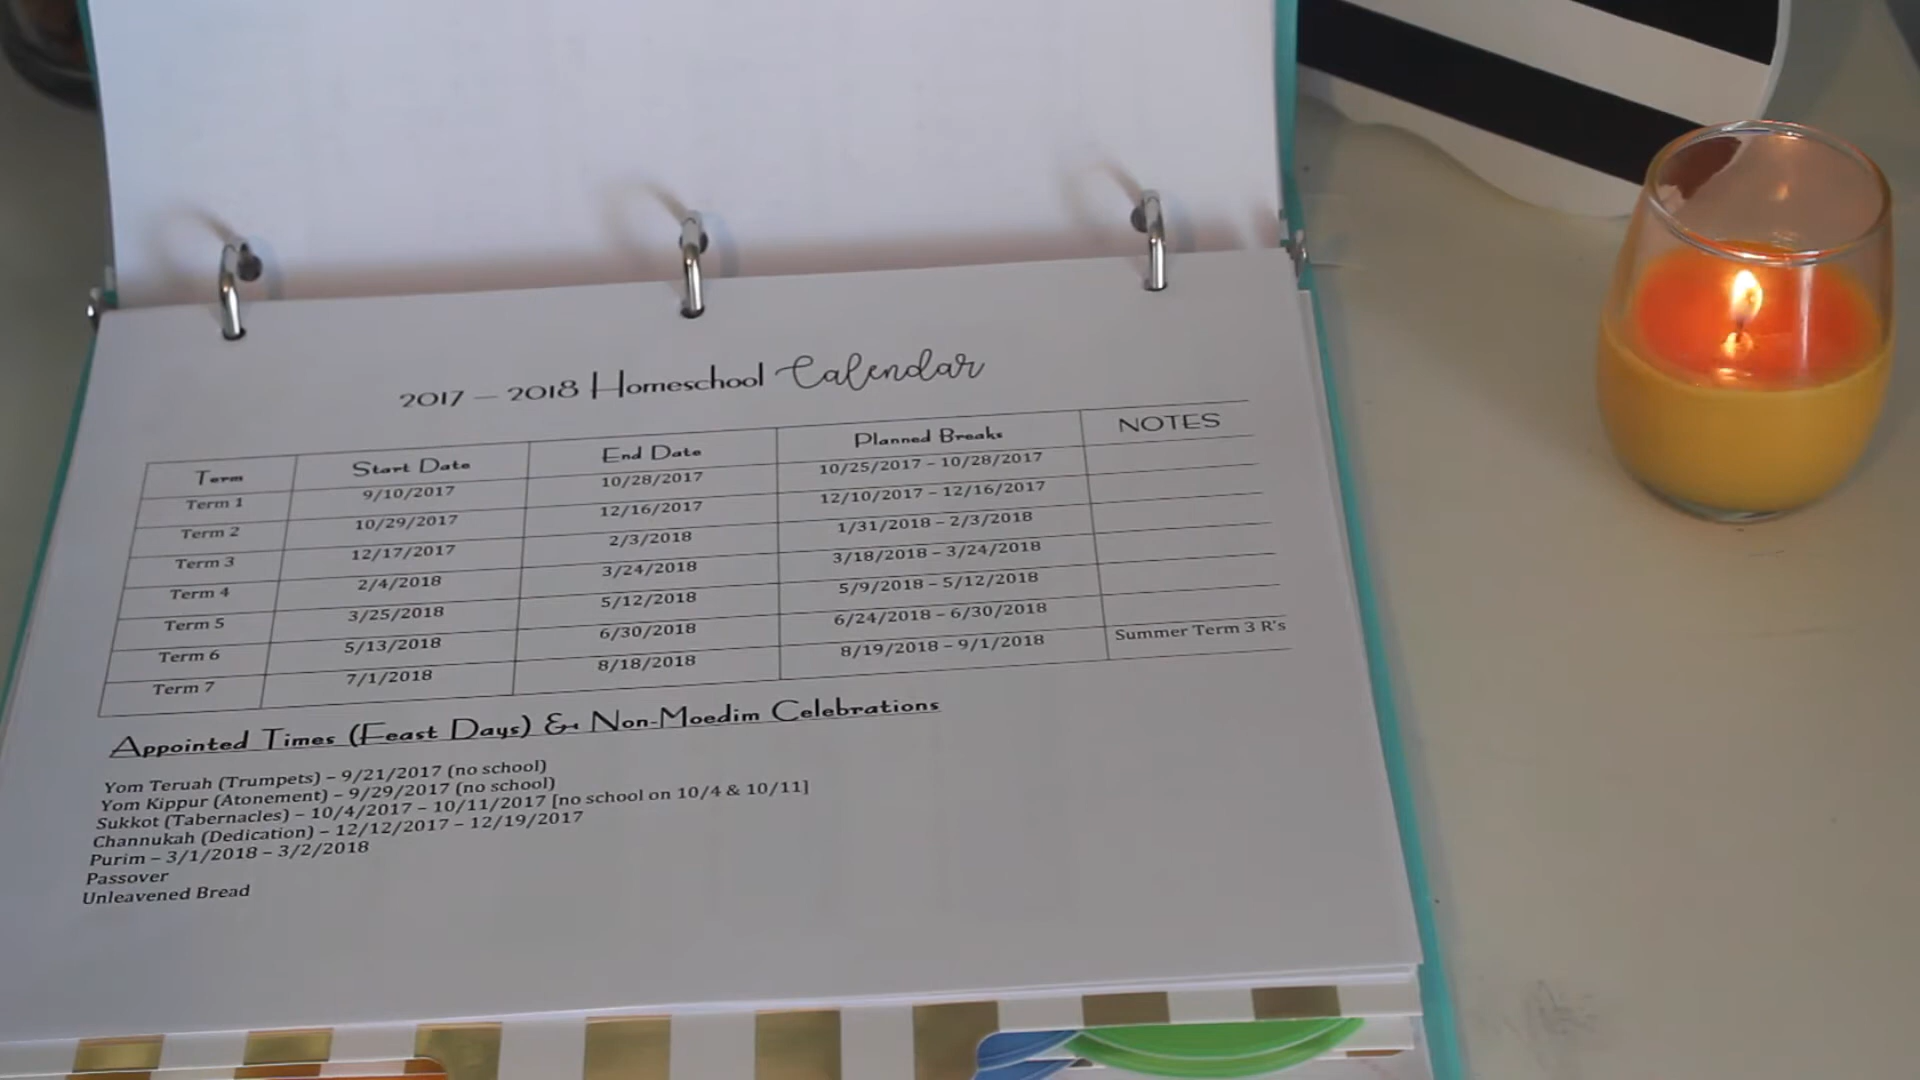 2017 – 2018 Homeschool Calendar
Term Start Date End Date Planned Breaks NOTES
Term 1 9/10/2017 10/28/2017 10/25/2017 – 10/28/2017
Term 2 10/29/2017 12/16/2017 12/10/2017 – 12/16/2017
Term 3 12/17/2017 2/3/2018 1/31/2018 – 2/3/2018
Term 4 2/4/2018 3/24/2018 3/18/2018 – 3/24/2018
Term 5 3/25/2018 5/12/2018 5/9/2018 – 5/12/2018
Term 6 5/13/2018 6/30/2018 6/24/2018 – 6/30/2018
Term 7 7/1/2018 8/18/2018 8/19/2018 – 9/1/2018 Summer Term 3 R's
Appointed Times (Feast Days) & Non-Moedim Celebrations
Yom Teruah (Trumpets) – 9/21/2017 (no school)
Yom Kippur (Atonement) – 9/29/2017 (no school)
Sukkot (Tabernacles) – 10/4/2017 – 10/11/2017 [no school on 10/4 & 10/11]
Channukah (Dedication) – 12/12/2017 – 12/19/2017
Purim – 3/1/2018 – 3/2/2018
Passover
Unleavened Bread